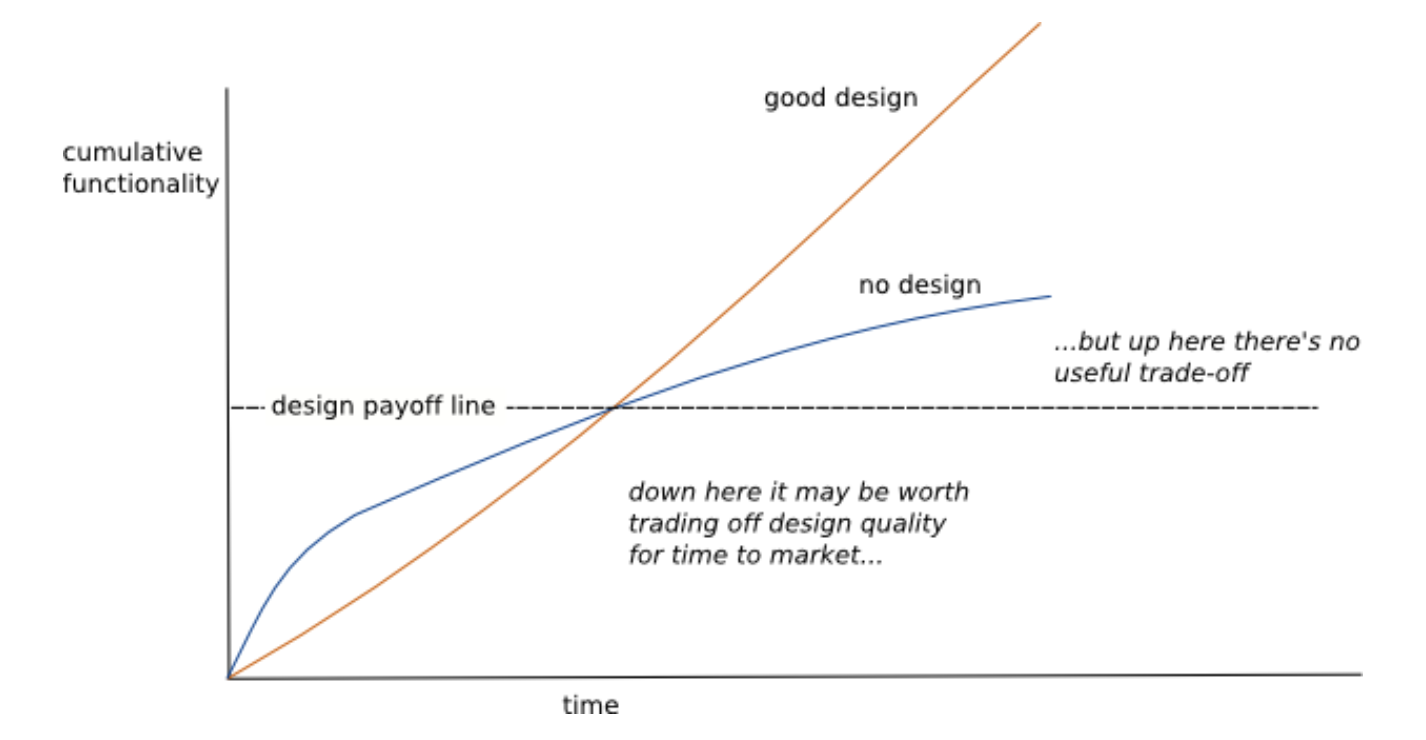 good design
cumulative
functionality
no design
...but up here there's no
useful trade-off
design payoff line
down here it may be worth
trading off design quality
for time to market...
time